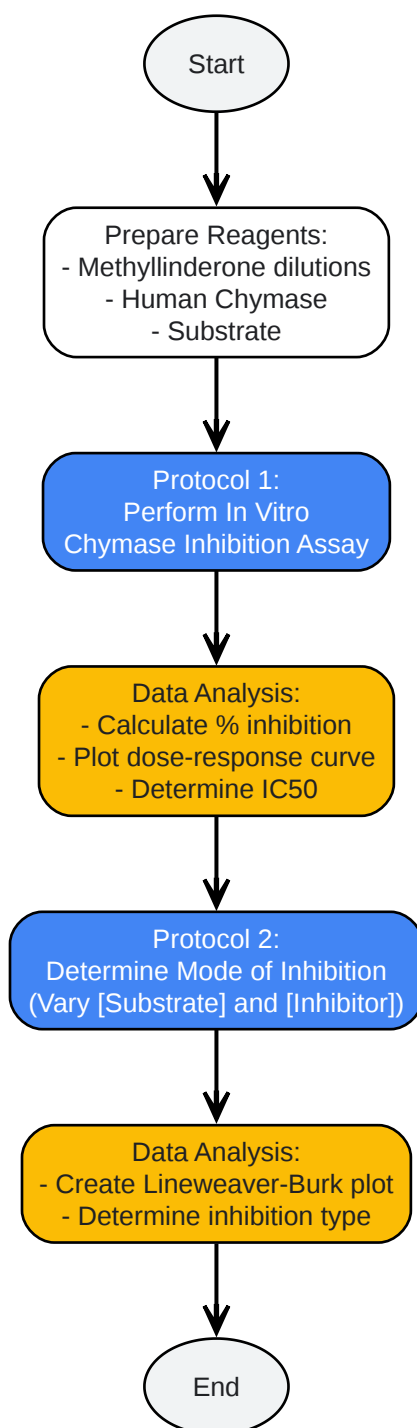 Start
Prepare Reagents:
- Methyllinderone dilutions
- Human Chymase
- Substrate
Protocol 1:
Perform In Vitro
Chymase Inhibition Assay
Data Analysis:
- Calculate % inhibition
- Plot dose-response curve
- Determine IC50
Protocol 2:
Determine Mode of Inhibition
(Vary [Substrate] and [Inhibitor])
Data Analysis:
- Create Lineweaver-Burk plot
- Determine inhibition type
End